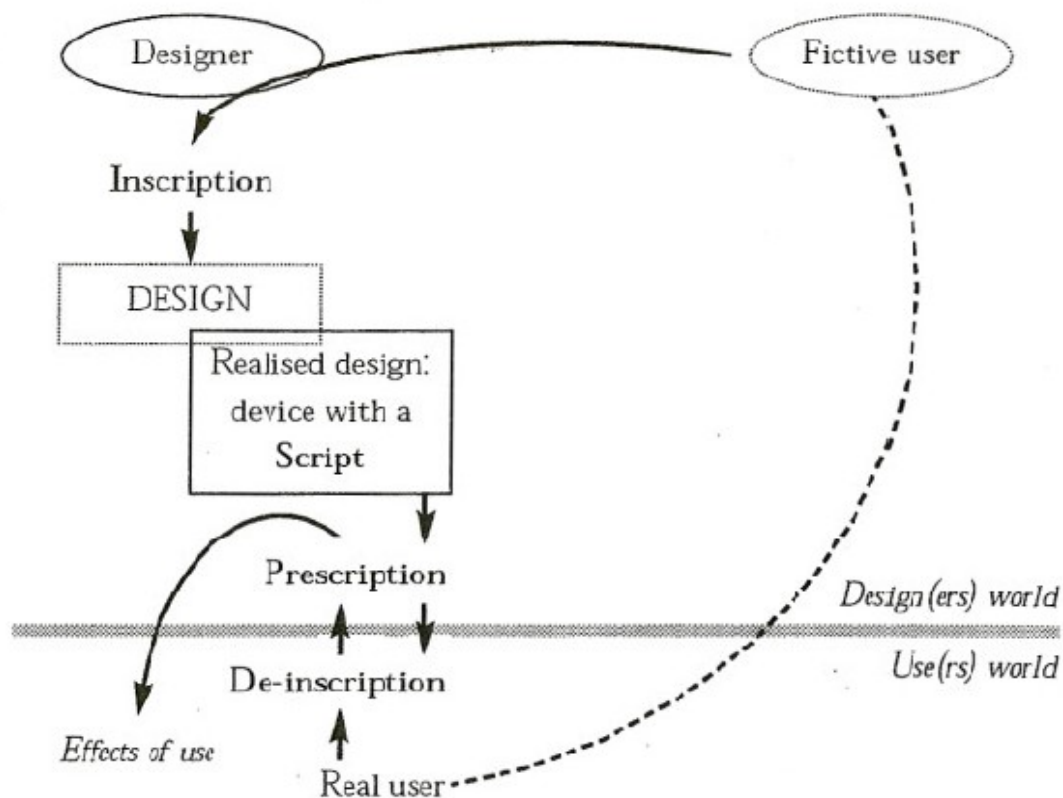 Designer
Fictive user
Inscription
DESIGN
Realised design:
device with a
Script
Prescription
Design(ers) world
De-inscription
Use(rs) world
Effects of use
Real user